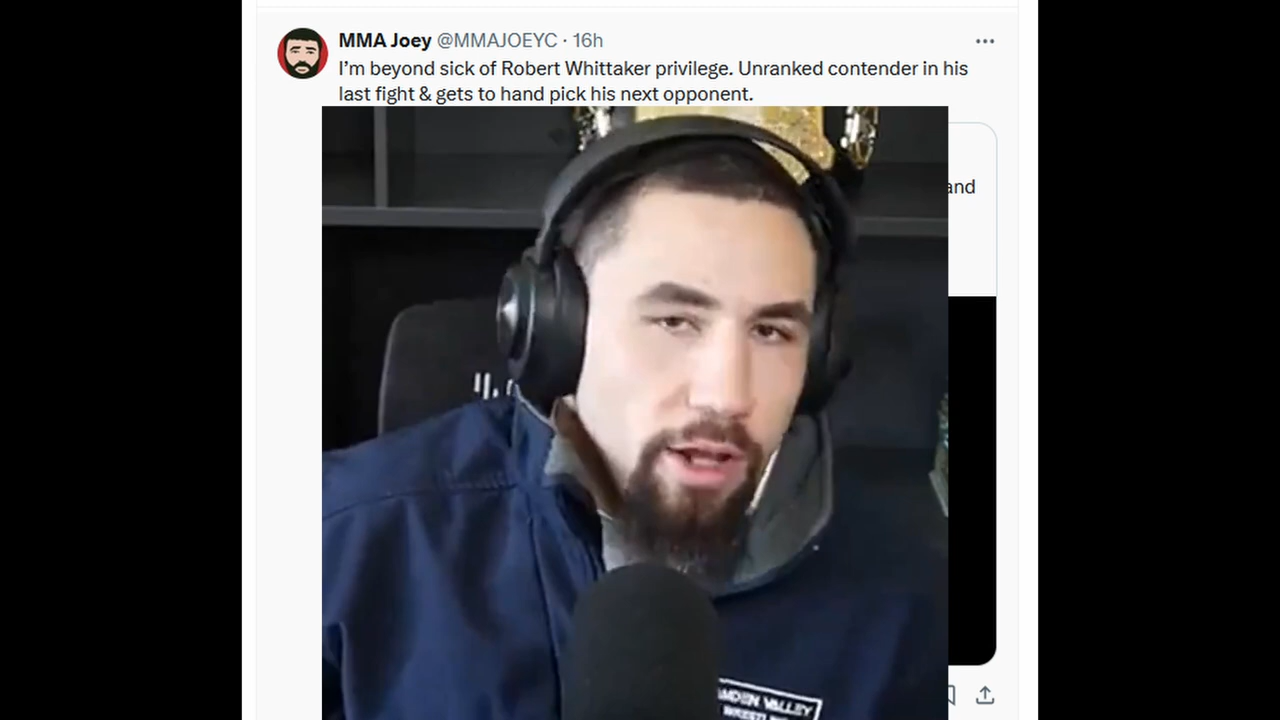 MMA Joey @MMAJOEYC · 16h
I'm beyond sick of Robert Whittaker privilege. Unranked contender in his
last fight & gets to hand pick his next opponent.
and
VALLEY